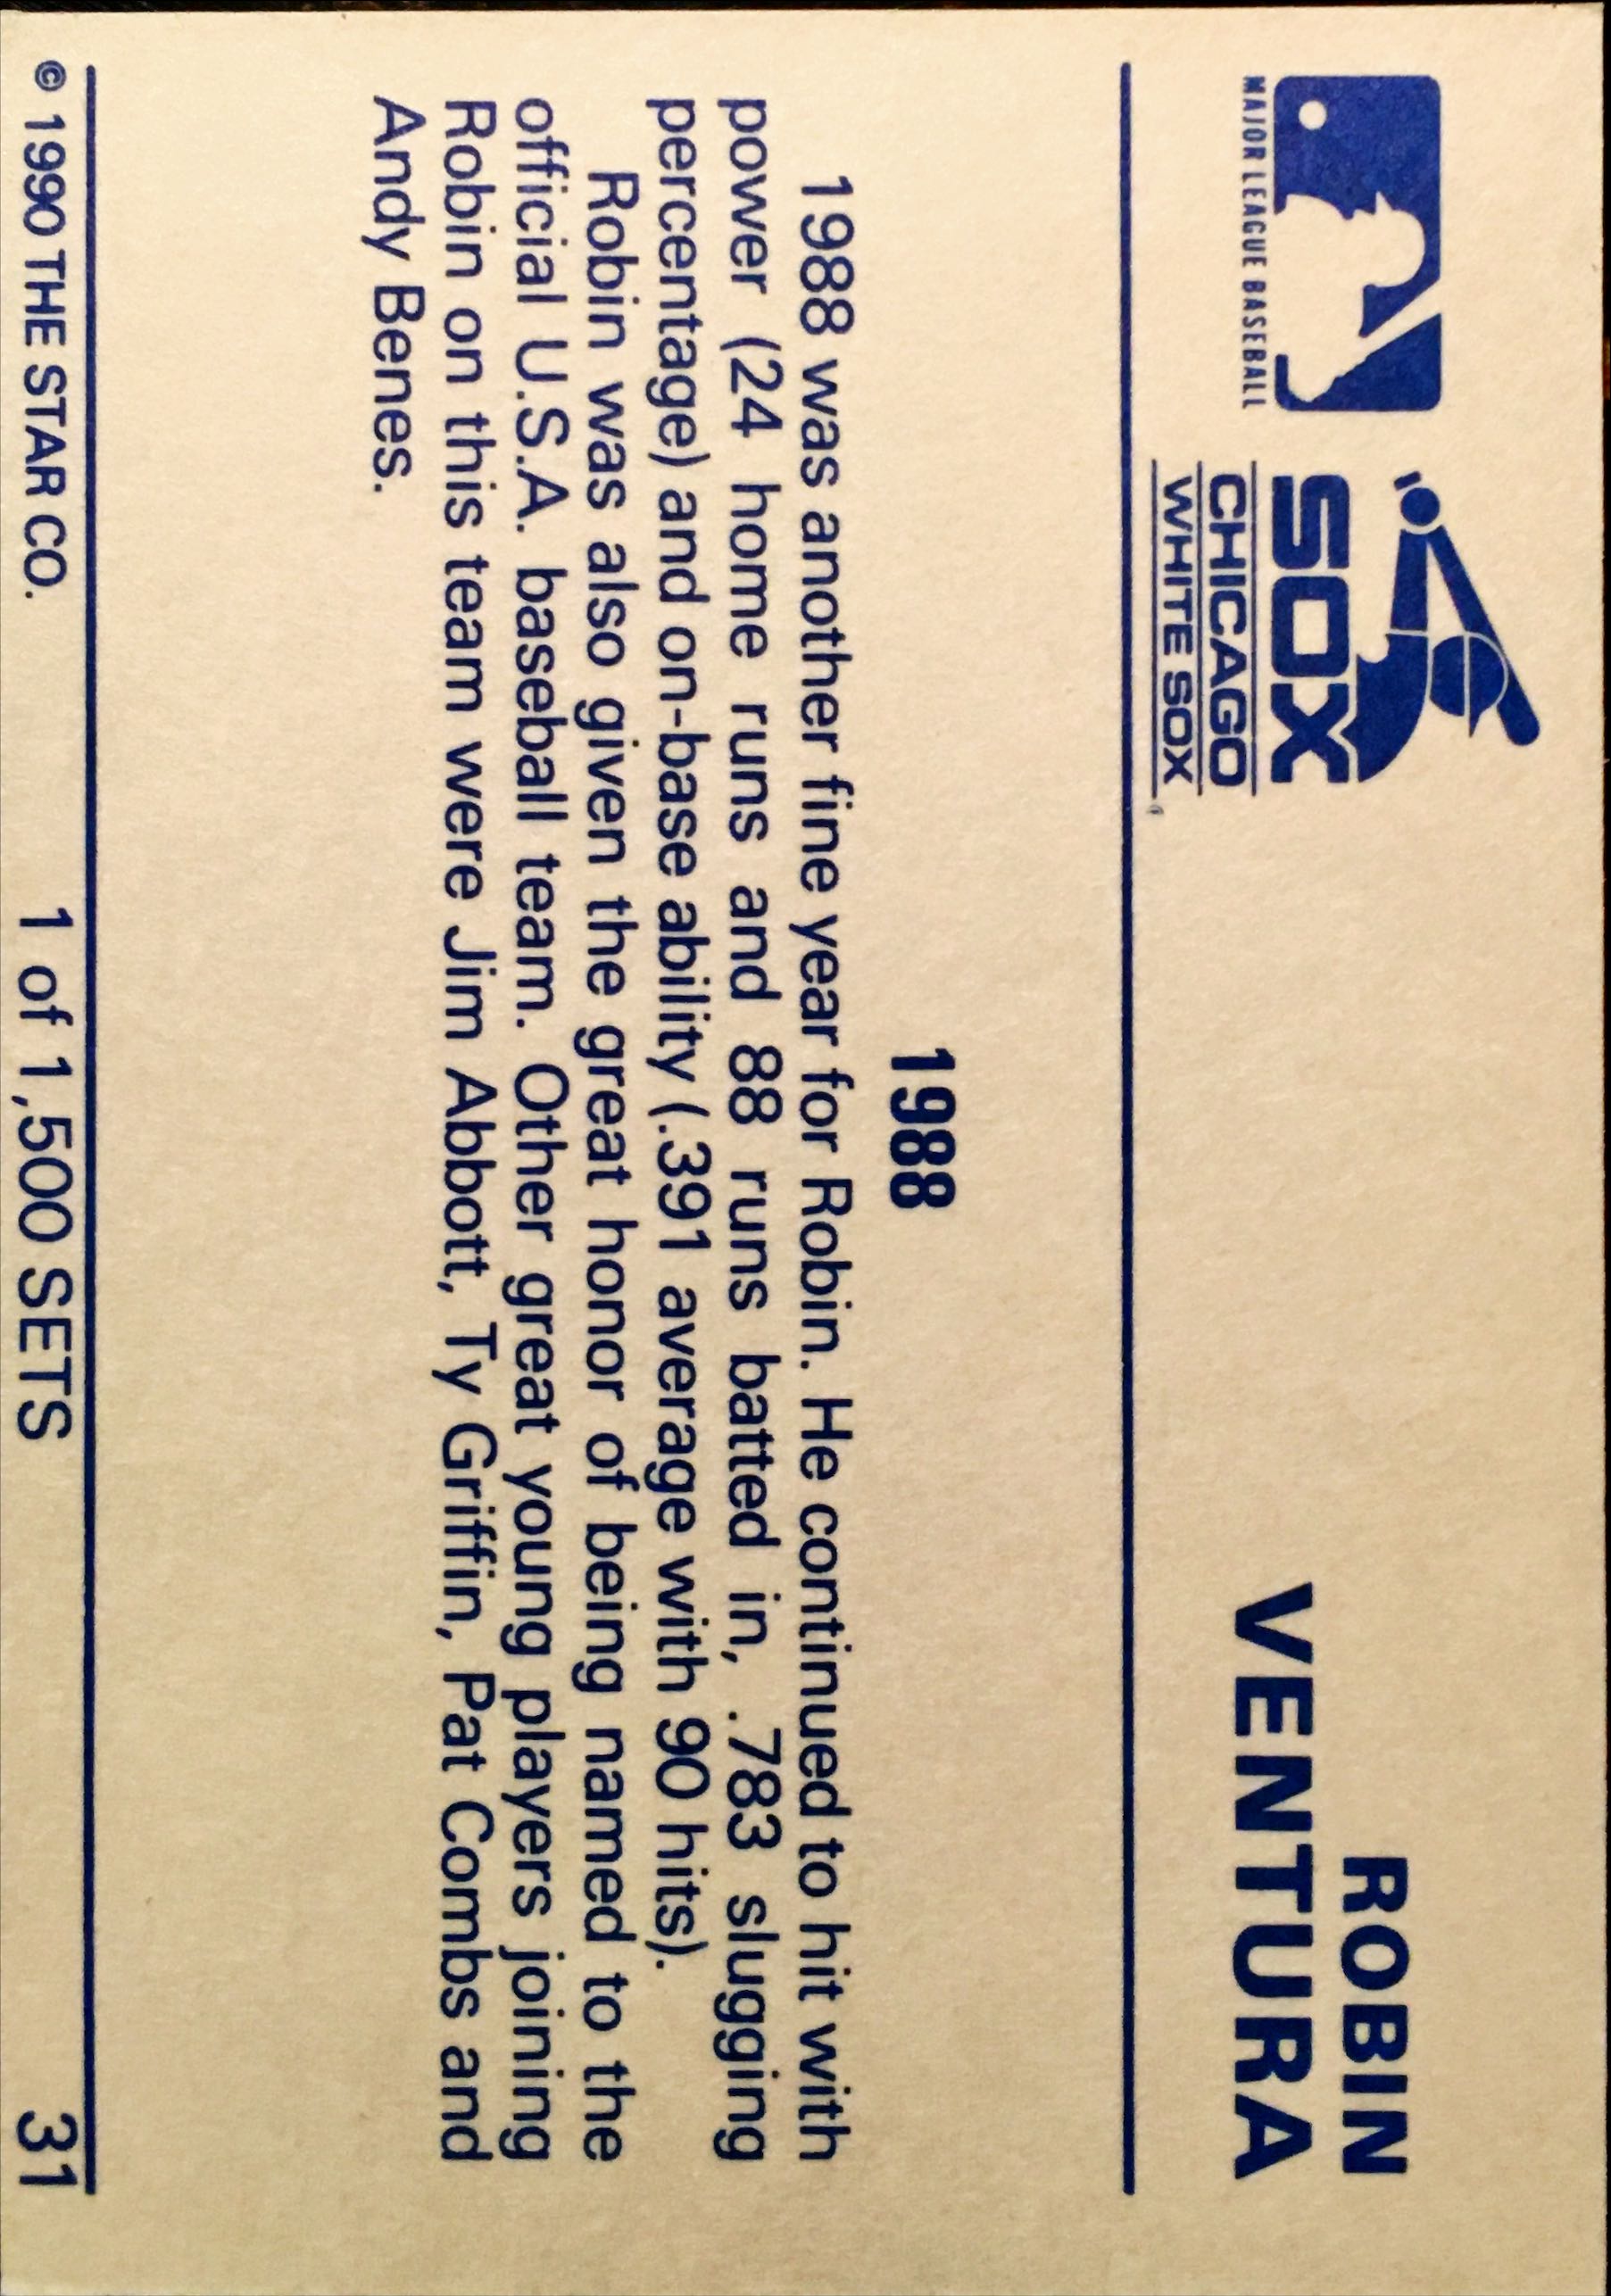 MAJOR LEAGUE BASEBALL
SOX
CHICAGO
WHITE SOX
ROBIN
VENTURA
1988
1988 was another fine year for Robin. He continued to hit with
power (24 home runs and 88 runs batted in, .783 slugging
percentage) and on-base ability (.391 average with 90 hits).
Robin was also given the great honor of being named to the
official U.S.A. baseball team. Other great young players joining
Robin on this team were Jim Abbott, Ty Griffin, Pat Combs and
Andy Benes.
© 1990 THE STAR CO.
1 of 1,500 SETS
31